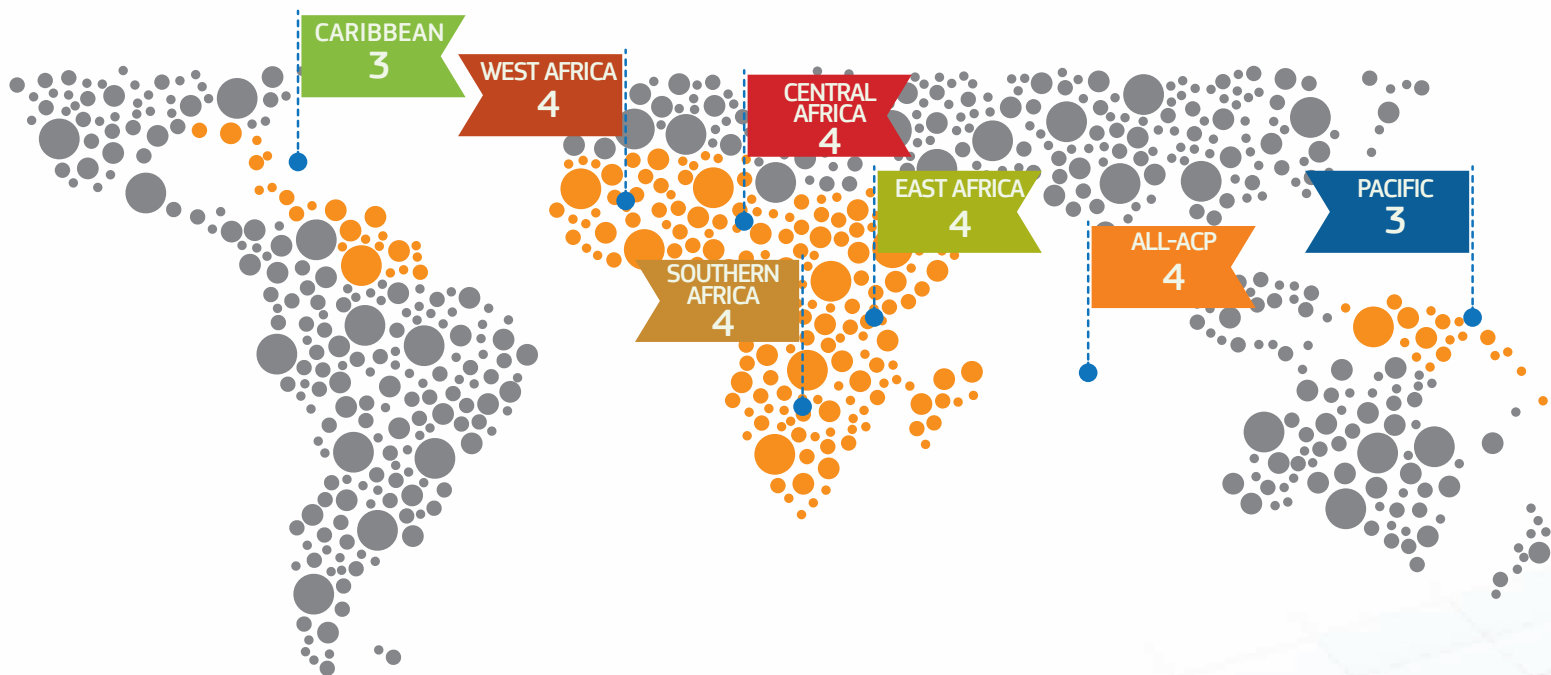 CARIBBEAN
3
WEST AFRICA
4
CENTRAL
AFRICA
4
EAST AFRICA
4
PACIFIC
3
ALL-ACP
4
SOUTHERN
AFRICA
4